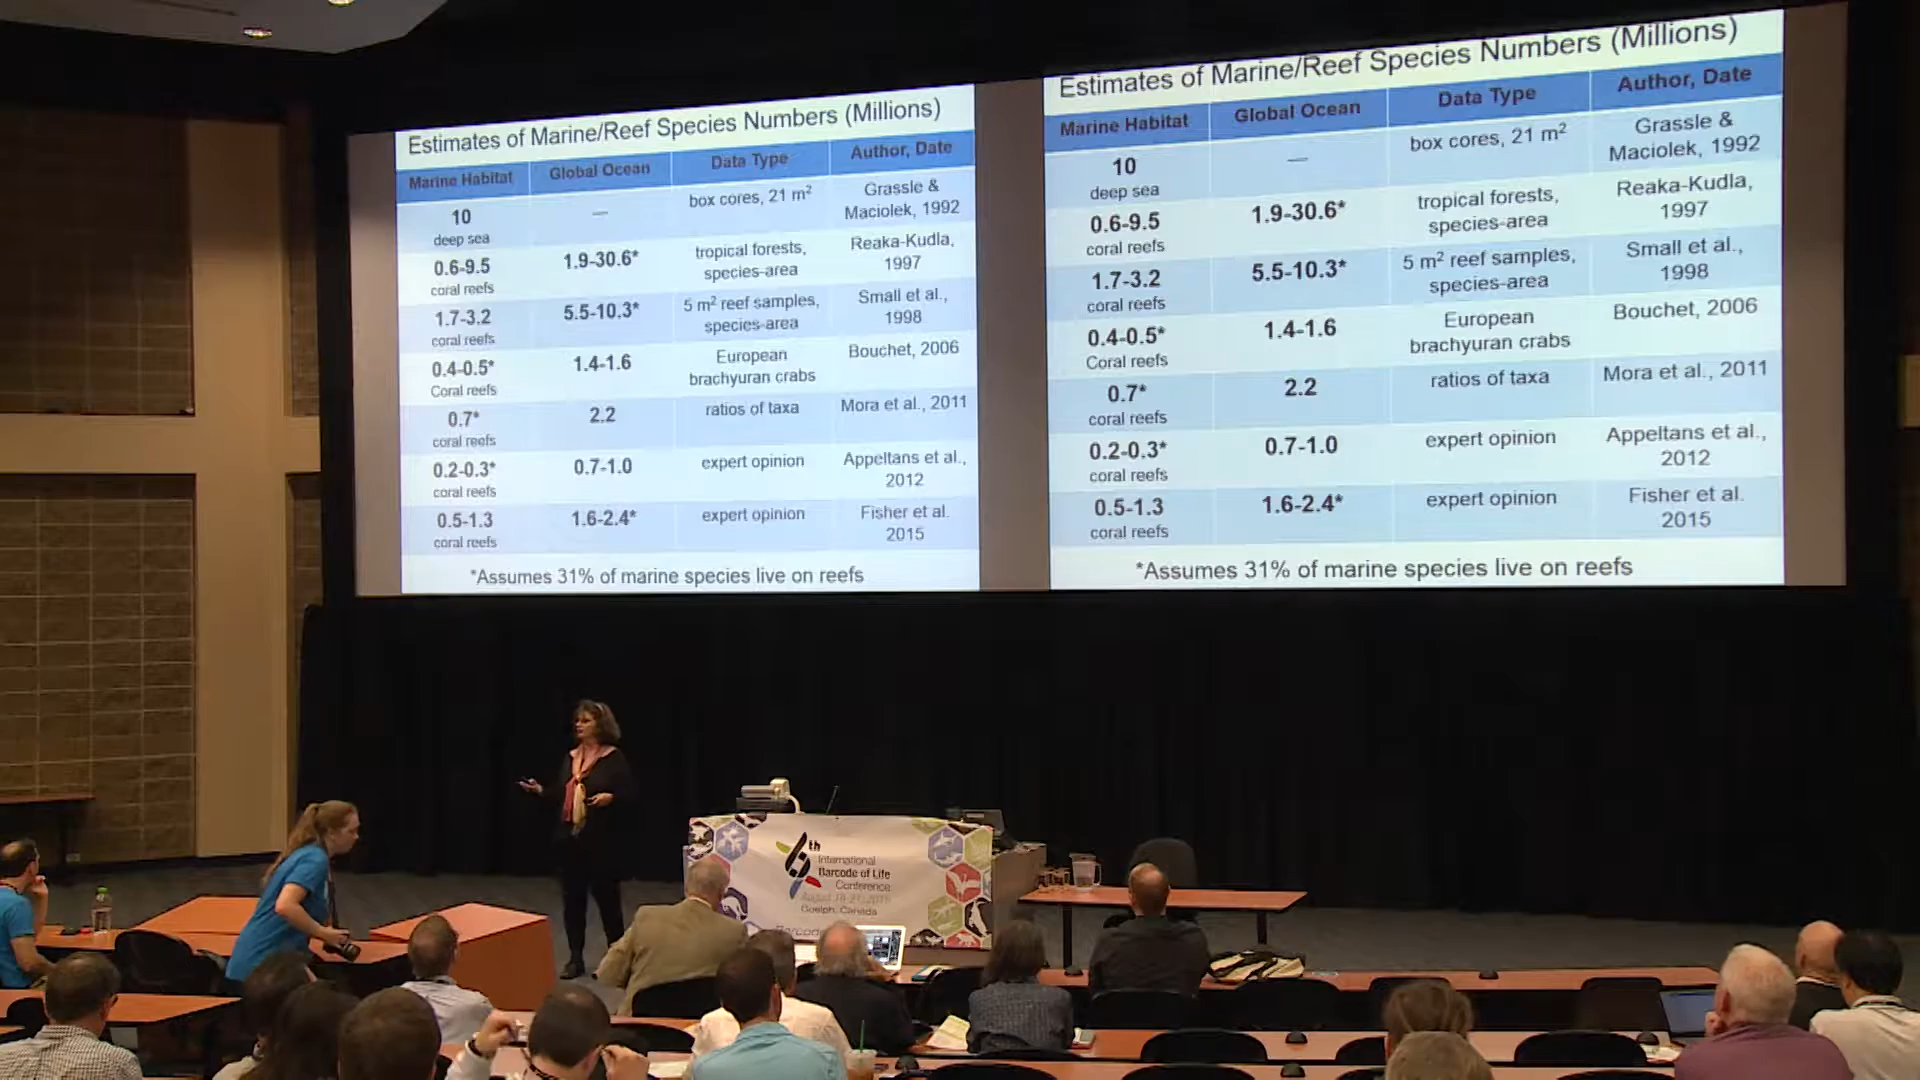 Estimates of Marine/Reef Species Numbers (Millions)
Marine Habitat Global Ocean Data Type Author, Date
10 — box cores, 21 m² Grassle &
deep sea Maciolek, 1992
0.6-9.5 1.9-30.6* tropical forests, Reaka-Kudla,
coral reefs species-area 1997
1.7-3.2 5.5-10.3* 5 m² reef samples, Small et al.,
coral reefs species-area 1998
0.4-0.5* 1.4-1.6 European Bouchet, 2006
Coral reefs brachyuran crabs
0.7* 2.2 ratios of taxa Mora et al., 2011
coral reefs
0.2-0.3* 0.7-1.0 expert opinion Appeltans et al.,
coral reefs 2012
0.5-1.3 1.6-2.4* expert opinion Fisher et al.
coral reefs 2015
*Assumes 31% of marine species live on reefs
Estimates of Marine/Reef Species Numbers (Millions)
Marine Habitat Global Ocean Data Type Author, Date
10 — box cores, 21 m² Grassle &
deep sea Maciolek, 1992
0.6-9.5 1.9-30.6* tropical forests, Reaka-Kudla,
coral reefs species-area 1997
1.7-3.2 5.5-10.3* 5 m² reef samples, Small et al.,
coral reefs species-area 1998
0.4-0.5* 1.4-1.6 European Bouchet, 2006
Coral reefs brachyuran crabs
0.7* 2.2 ratios of taxa Mora et al., 2011
coral reefs
0.2-0.3* 0.7-1.0 expert opinion Appeltans et al.,
coral reefs 2012
0.5-1.3 1.6-2.4* expert opinion Fisher et al.
coral reefs 2015
*Assumes 31% of marine species live on reefs
6th
International
Barcode of Life
Conference
Guelph, Canada